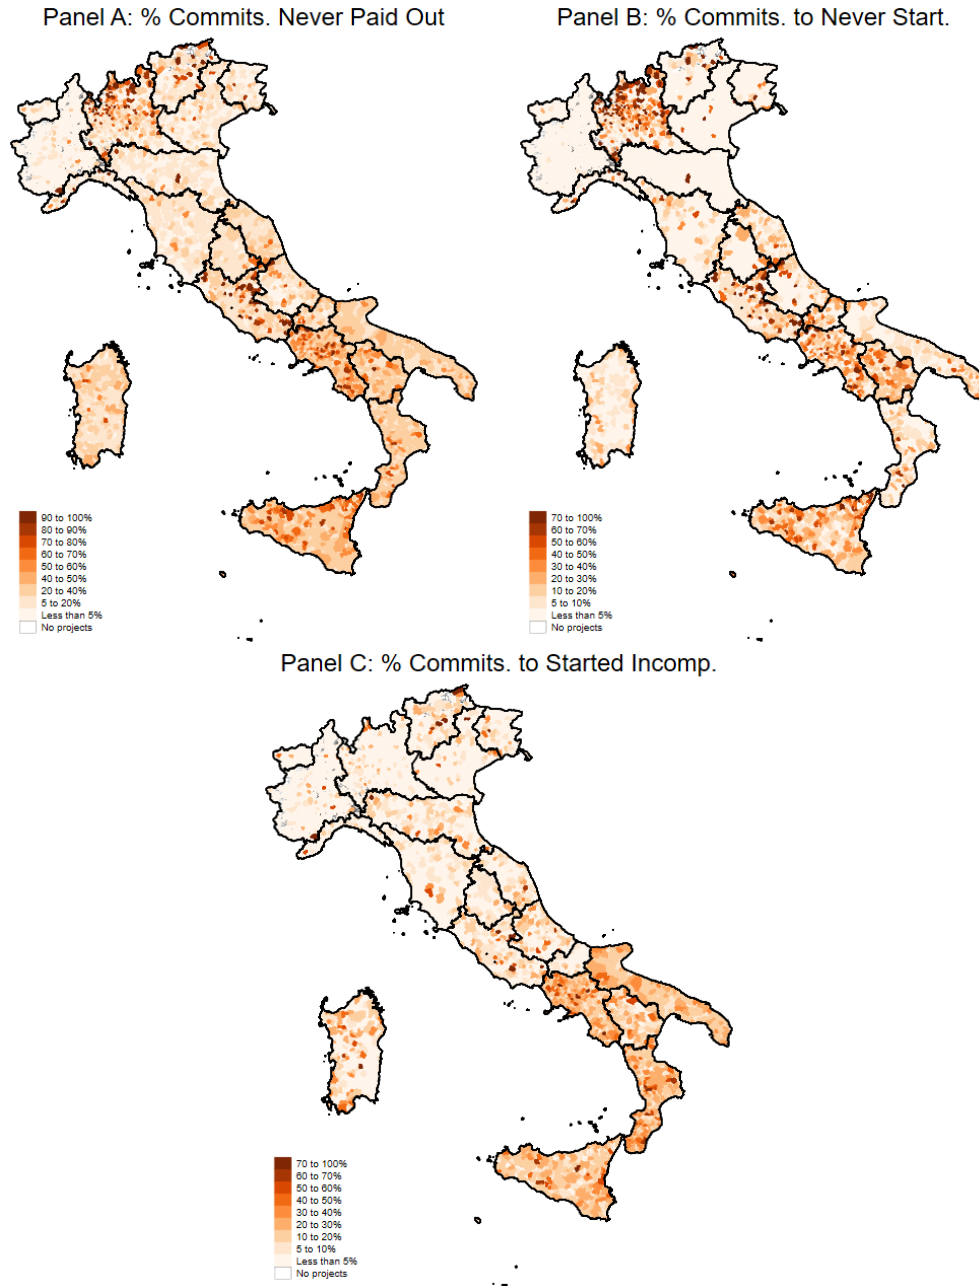 Panel A: % Commits. Never Paid Out
Panel B: % Commits. to Never Start.
90 to 100%
80 to 90%
70 to 80%
60 to 70%
50 to 60%
40 to 50%
20 to 40%
5 to 20%
Less than 5%
No projects
70 to 100%
60 to 70%
50 to 60%
40 to 50%
30 to 40%
20 to 30%
10 to 20%
5 to 10%
Less than 5%
No projects
Panel C: % Commits. to Started Incomp.
70 to 100%
60 to 70%
50 to 60%
40 to 50%
30 to 40%
20 to 30%
10 to 20%
5 to 10%
Less than 5%
No projects